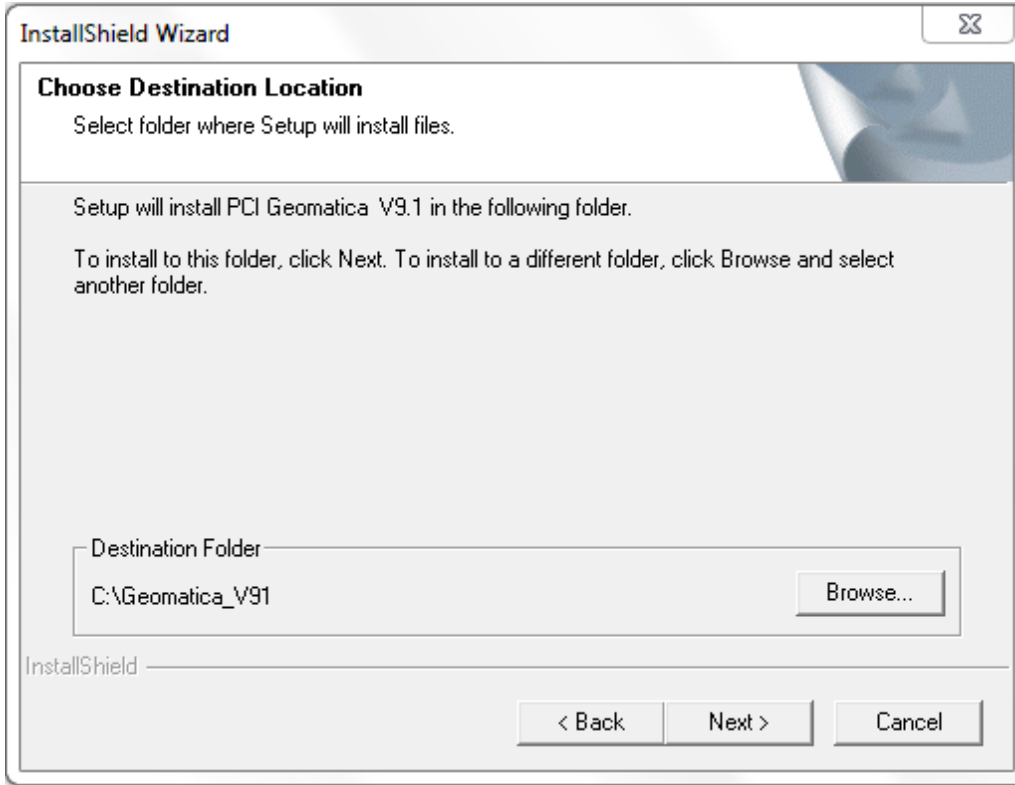 InstallShield Wizard
Choose Destination Location
Select folder where Setup will install files.
Setup will install PCI Geomatica  V9.1 in the following folder.
To install to this folder, click Next. To install to a different folder, click Browse and select
another folder.
Destination Folder
C:\Geomatica_V91
Browse...
InstallShield
< Back
Next >
Cancel